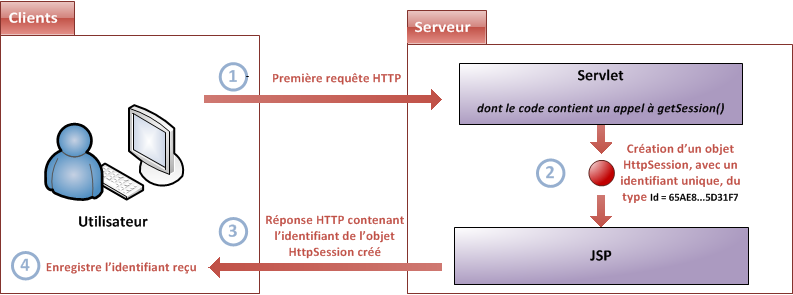 Clients
Serveur
1
Première requête HTTP
Servlet
dont le code contient un appel à getSession()
2
Création d'un objet
HttpSession, avec un
identifiant unique, du
type Id = 65AE8...5D31F7
Utilisateur
3
Réponse HTTP contenant
l'identifiant de l'objet
HttpSession créé
JSP
4
Enregistre l'identifiant reçu